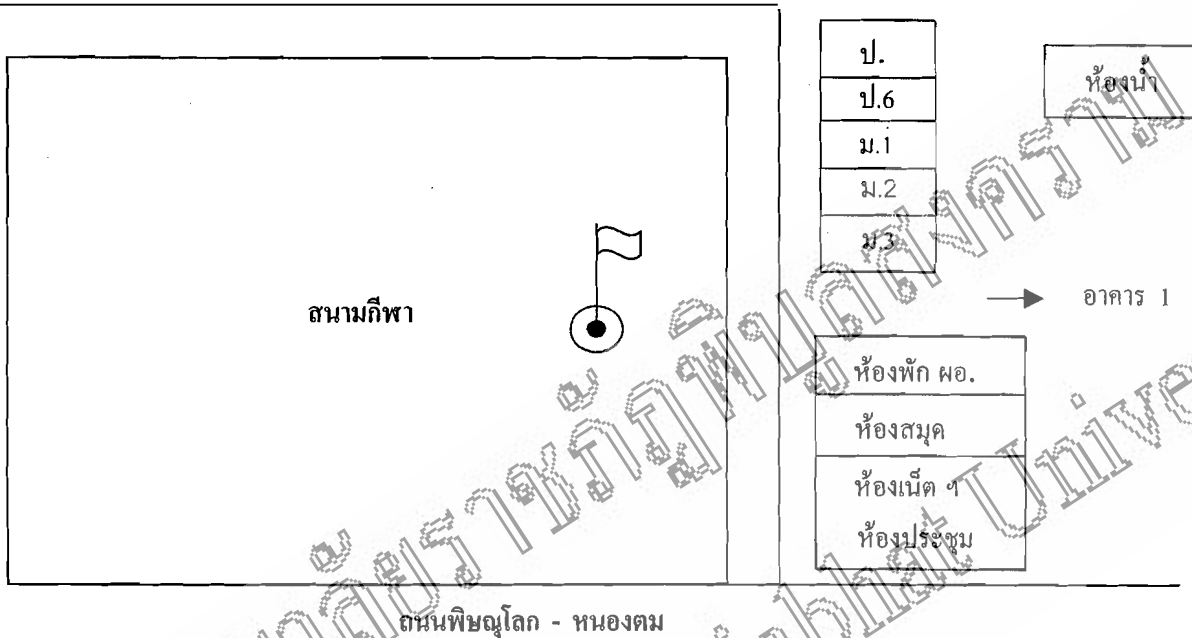 ป.
ป.6
ม.1
ม.2
ม.3
ห้องน้ำ
อาคาร 1
สนามกีฬา
ห้องพัก ผอ.
ห้องสมุด
ห้องเน็ต ฯ
ห้องประชุม
ถนนพิษณุโลก - หนองตม